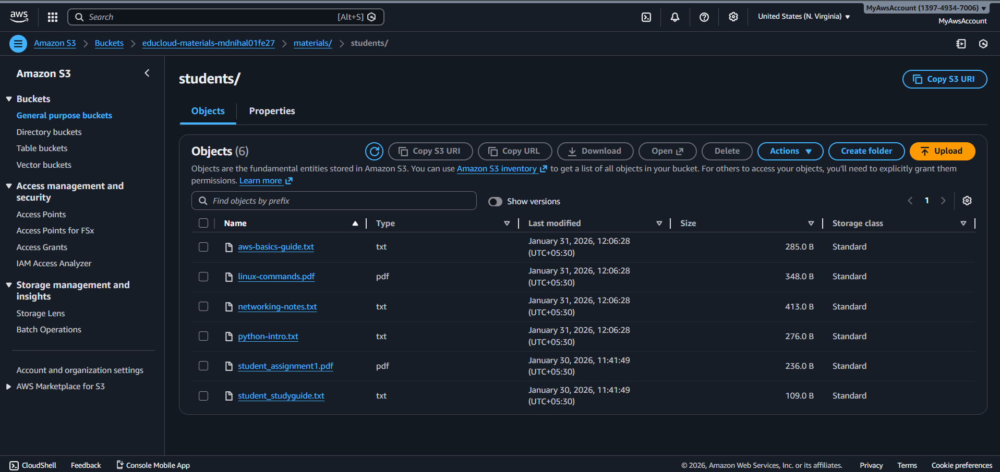 aws
Search
[Alt+S]
United States (N. Virginia)
MyAwsAccount (1397-4934-7006)
MyAwsAccount
Amazon S3
Buckets
educloud-materials-mdnihal01fe27
materials/
students/
Amazon S3
Buckets
General purpose buckets
Directory buckets
Table buckets
Vector buckets
Access management and
security
Access Points
Access Points for FSx
Access Grants
IAM Access Analyzer
Storage management and
insights
Storage Lens
Batch Operations
Account and organization settings
AWS Marketplace for S3
students/
Copy S3 URI
Objects
Properties
Objects (6)
Copy S3 URI
Copy URL
Download
Open
Delete
Actions
Create folder
Upload
Objects are the fundamental entities stored in Amazon S3. You can use Amazon S3 inventory to get a list of all objects in your bucket. For others to access your objects, you'll need to explicitly grant them
permissions. Learn more
Find objects by prefix
Show versions
1
Name Type Last modified Size Storage class
aws-basics-guide.txt txt January 31, 2026, 12:06:28 (UTC+05:30) 285.0 B Standard
linux-commands.pdf pdf January 31, 2026, 12:06:28 (UTC+05:30) 348.0 B Standard
networking-notes.txt txt January 31, 2026, 12:06:28 (UTC+05:30) 413.0 B Standard
python-intro.txt txt January 31, 2026, 12:06:28 (UTC+05:30) 276.0 B Standard
student_assignment1.pdf pdf January 30, 2026, 11:41:49 (UTC+05:30) 236.0 B Standard
student_studyguide.txt txt January 30, 2026, 11:41:49 (UTC+05:30) 109.0 B Standard
CloudShell
Feedback
Console Mobile App
© 2026, Amazon Web Services, Inc. or its affiliates.
Privacy
Terms
Cookie preferences